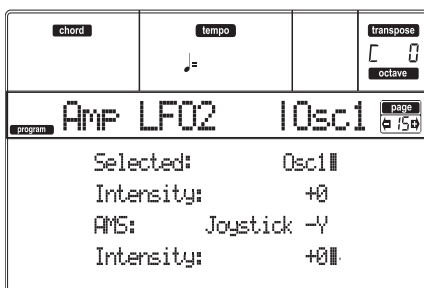 chord tempo transpose
♩= C 0
octave
program Amp LFO2 |Osc1 page 15
Selected: Osc1
Intensity: +0
AMS: Joystick -Y
Intensity: +0